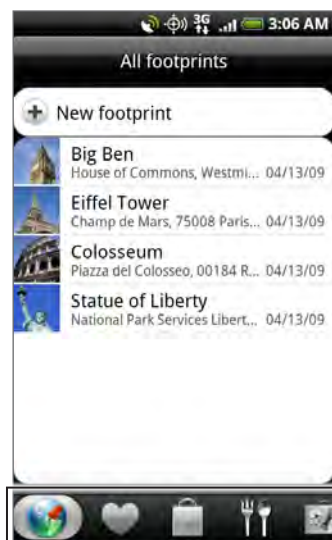 3G 3:06 AM
All footprints
New footprint
Big Ben
House of Commons, Westmi... 04/13/09
Eiffel Tower
Champ de Mars, 75008 Paris... 04/13/09
Colosseum
Piazza del Colosseo, 00184 R... 04/13/09
Statue of Liberty
National Park Services Libert... 04/13/09